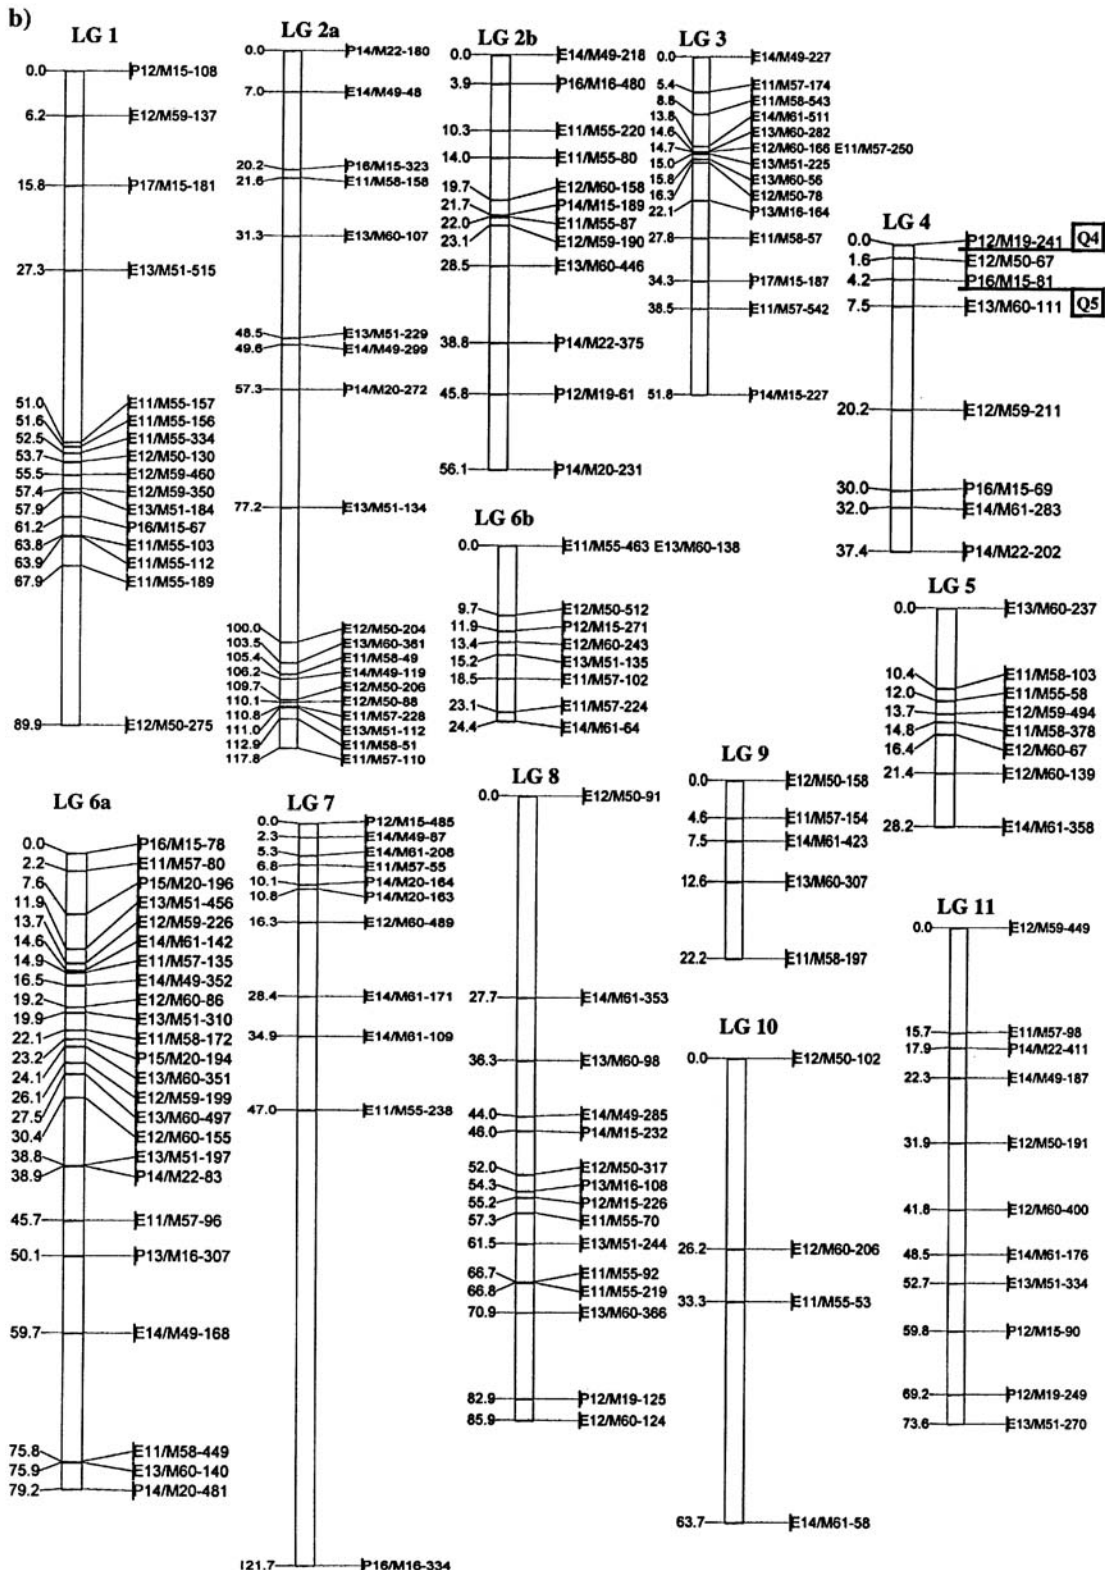 b)
LG 1
0.0 P12/M15-108
6.2 E12/M59-137
15.8 P17/M15-181
27.3 E13/M51-515
51.0 E11/M55-157
51.6 E11/M55-156
52.5 E11/M55-334
53.7 E12/M50-130
55.5 E12/M59-460
57.4 E12/M59-350
57.9 E13/M51-184
61.2 P16/M15-67
63.8 E11/M55-103
63.9 E11/M55-112
67.9 E11/M55-189
89.9 E12/M50-275
LG 2a
0.0 P14/M22-180
7.0 E14/M49-48
20.2 P16/M15-323
21.6 E11/M58-158
31.3 E13/M60-107
48.5 E13/M51-229
49.6 E14/M49-299
57.3 P14/M20-272
77.2 E13/M51-134
100.0 E12/M50-204
103.5 E13/M60-361
105.4 E11/M58-49
106.2 E14/M49-119
109.7 E12/M50-206
110.1 E12/M50-88
110.8 E11/M57-228
111.0 E13/M51-112
112.9 E11/M58-51
117.8 E11/M57-110
LG 2b
0.0 E14/M49-218
3.9 P16/M16-480
10.3 E11/M55-220
14.0 E11/M55-80
19.7 E12/M60-158
21.7 P14/M15-189
22.0 E11/M55-87
23.1 E12/M59-190
28.5 E13/M60-446
38.8 P14/M22-375
45.8 P12/M19-61
56.1 P14/M20-231
LG 3
0.0 E14/M49-227
5.4 E11/M57-174
8.8 E11/M58-543
13.8 E14/M61-511
14.6 E13/M60-282
14.7 E12/M60-166 E11/M57-250
15.0 E13/M51-225
15.8 E13/M60-56
16.3 E12/M50-78
22.1 P13/M16-164
27.8 E11/M58-57
34.3 P17/M15-187
38.5 E11/M57-542
51.8 P14/M15-227
LG 4
0.0 P12/M19-241 Q4
1.6 E12/M50-67
4.2 P16/M15-81
7.5 E13/M60-111 Q5
20.2 E12/M59-211
30.0 P16/M15-69
32.0 E14/M61-283
37.4 P14/M22-202
LG 6b
0.0 E11/M55-463 E13/M60-138
9.7 E12/M50-512
11.9 P12/M15-271
13.4 E12/M60-243
15.2 E13/M51-135
18.5 E11/M57-102
23.1 E11/M57-224
24.4 E14/M61-64
LG 5
0.0 E13/M60-237
10.4 E11/M58-103
12.0 E11/M55-58
13.7 E12/M59-494
14.8 E11/M58-378
16.4 E12/M60-67
21.4 E12/M60-139
28.2 E14/M61-358
LG 6a
0.0 P16/M15-78
2.2 E11/M57-80
7.6 P15/M20-196
11.9 E13/M51-456
13.7 E12/M59-226
14.6 E14/M61-142
14.9 E11/M57-135
16.5 E14/M49-352
19.2 E12/M60-86
19.9 E13/M51-310
22.1 E11/M58-172
23.2 P15/M20-194
24.1 E13/M60-351
26.1 E12/M59-199
27.5 E13/M60-497
30.4 E12/M60-155
38.8 E13/M51-197
38.9 P14/M22-83
45.7 E11/M57-96
50.1 P13/M16-307
59.7 E14/M49-168
75.8 E11/M58-449
75.9 E13/M60-140
79.2 P14/M20-481
LG 7
0.0 P12/M15-485
2.3 E14/M49-87
5.3 E14/M61-208
6.8 E11/M57-55
10.1 P14/M20-164
10.8 P14/M20-163
16.3 E12/M60-489
28.4 E14/M61-171
34.9 E14/M61-109
47.0 E11/M55-238
121.7 P16/M16-334
LG 8
0.0 E12/M50-91
27.7 E14/M61-353
36.3 E13/M60-98
44.0 E14/M49-285
46.0 P14/M15-232
52.0 E12/M50-317
54.3 P13/M16-108
55.2 P12/M15-226
57.3 E11/M55-70
61.5 E13/M51-244
66.7 E11/M55-92
66.8 E11/M55-219
70.9 E13/M60-366
82.9 P12/M19-125
85.9 E12/M60-124
LG 9
0.0 E12/M50-158
4.6 E11/M57-154
7.5 E14/M61-423
12.6 E13/M60-307
22.2 E11/M58-197
LG 10
0.0 E12/M50-102
26.2 E12/M60-206
33.3 E11/M55-53
63.7 E14/M61-58
LG 11
0.0 E12/M59-449
15.7 E11/M57-98
17.9 P14/M22-411
22.3 E14/M49-187
31.9 E12/M50-191
41.8 E12/M60-400
48.5 E14/M61-176
52.7 E13/M51-334
59.8 P12/M15-90
69.2 P12/M19-249
73.6 E13/M51-270